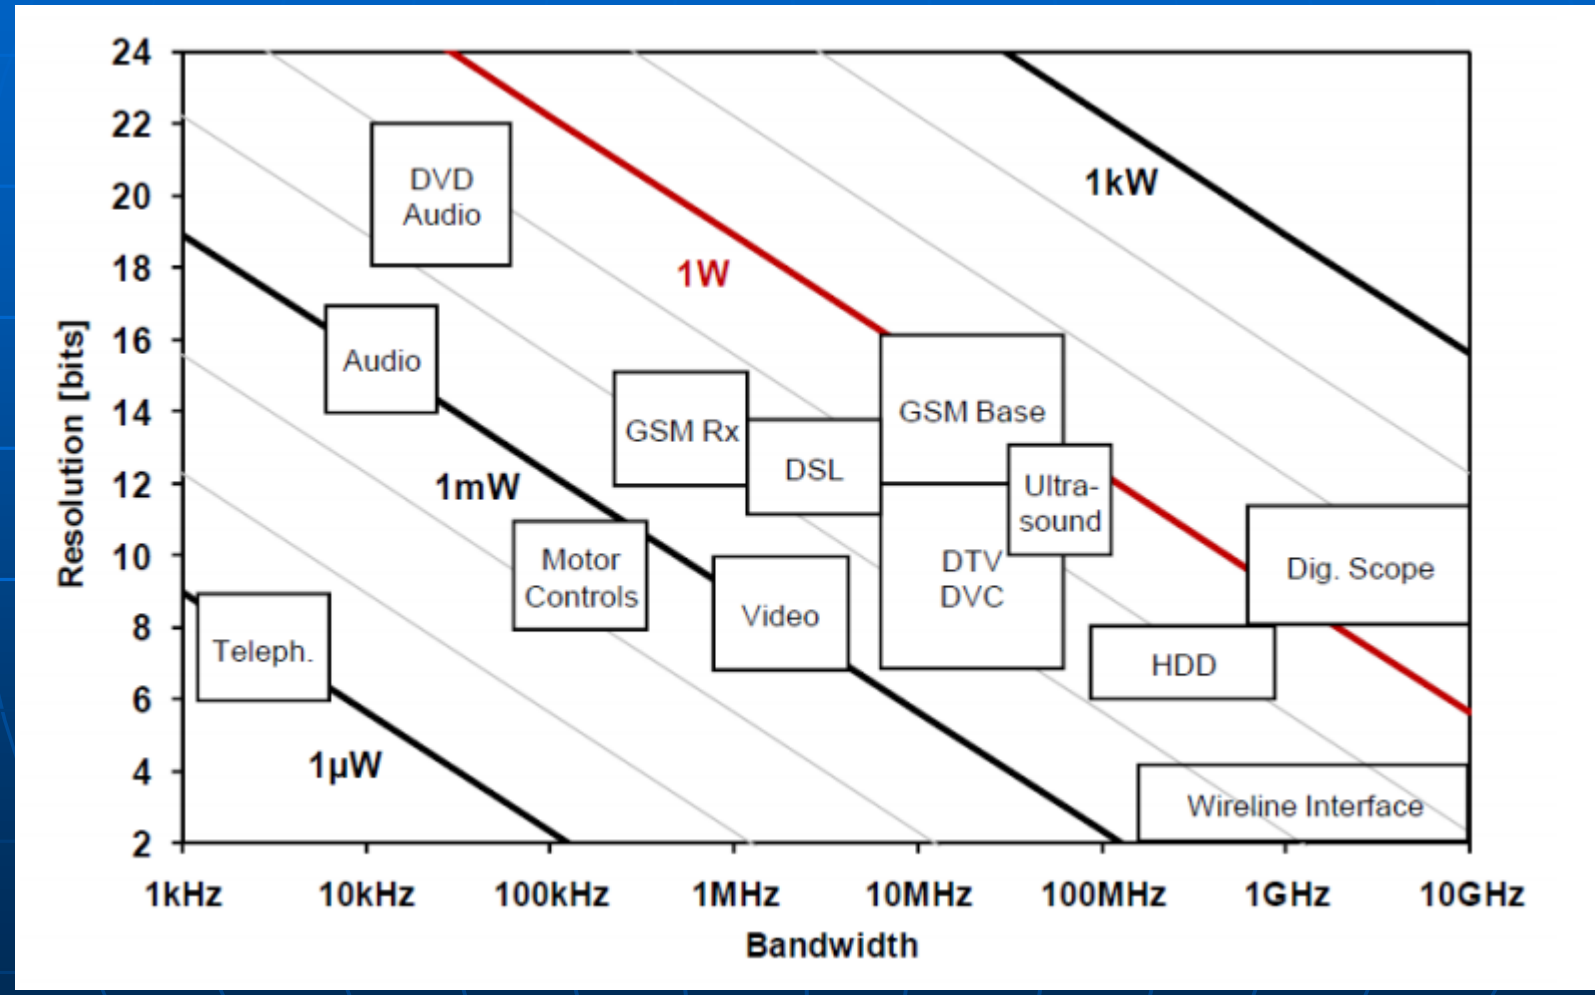 24
22
20
18
16
14
12
10
8
6
4
2
Resolution [bits]
DVD
Audio
1kW
1W
Audio
GSM Rx
GSM Base
DSL
1mW
Ultra-
sound
Motor
Controls
DTV
DVC
Dig. Scope
Video
Teleph.
HDD
1µW
Wireline Interface
1kHz 10kHz 100kHz 1MHz 10MHz 100MHz 1GHz 10GHz
Bandwidth